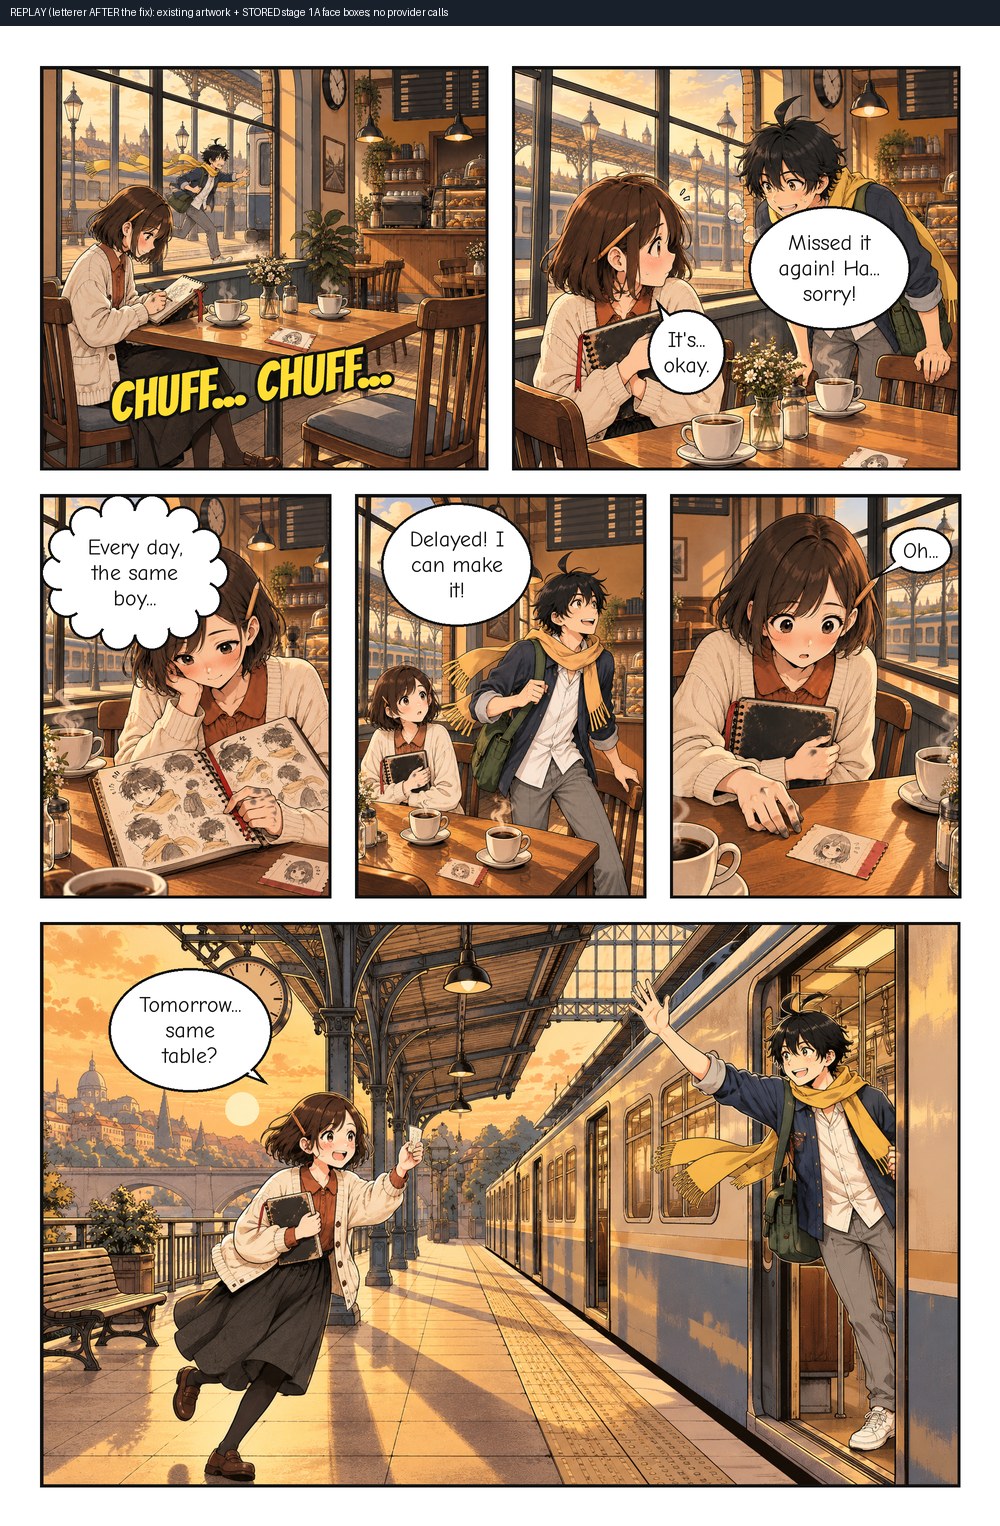 REPLAY (letterer AFTER the fix): existing artwork + STORED stage 1A face boxes; no provider calls
CHUFF... CHUFF...
Missed it
again! Ha...
sorry!
It's...
okay.
Every day,
the same
boy...
Delayed! I
can make
it!
Oh...
Tomorrow...
same
table?